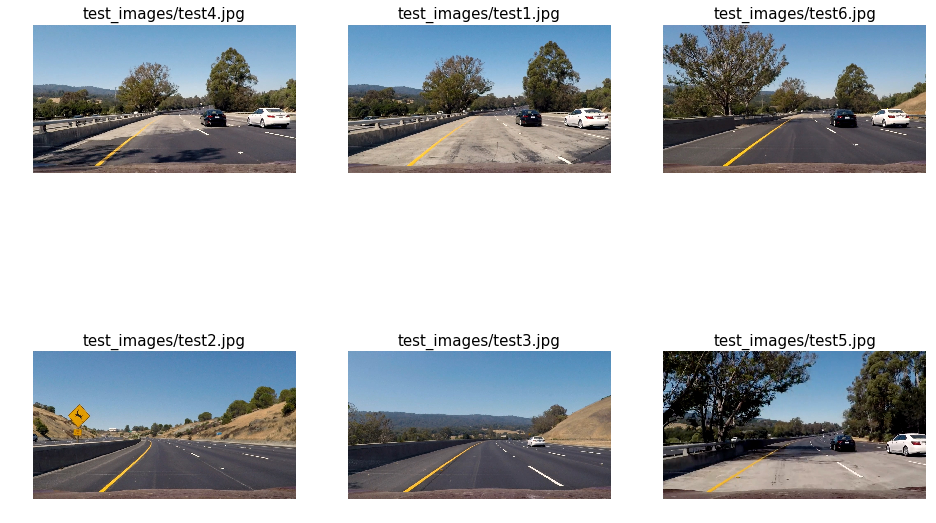 test_images/test4.jpg
test_images/test1.jpg
test_images/test6.jpg
test_images/test2.jpg
test_images/test3.jpg
test_images/test5.jpg